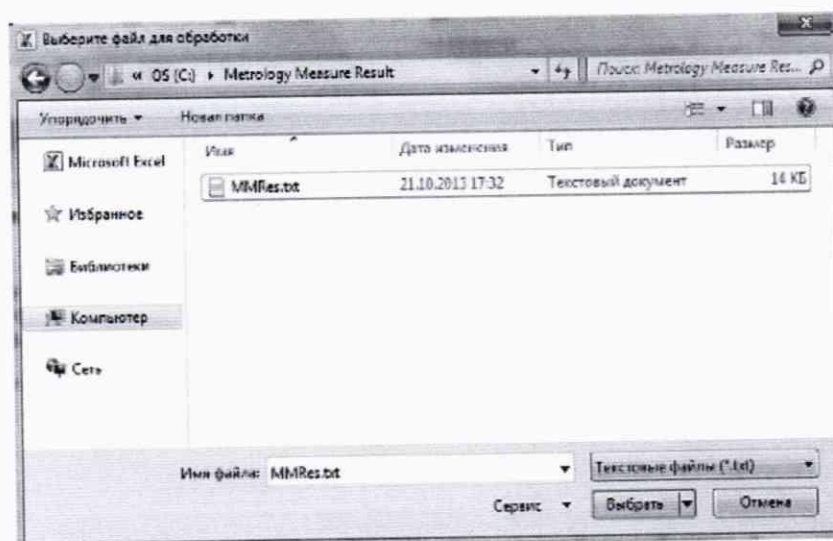 Выберите файл для обработки
« OS (C:) ▸ Metrology Measure Result
Поиск: Metrology Measure Res...
Упорядочить ▾ Новая папка
Имя Дата изменения Тип Размер
MMRes.txt 21.10.2013 17:32 Текстовый документ 14 КБ
Microsoft Excel
Избранное
Библиотеки
Компьютер
Сеть
Имя файла: MMRes.txt
Текстовые файлы (*.txt)
Сервис ▾ Выбрать Отмена